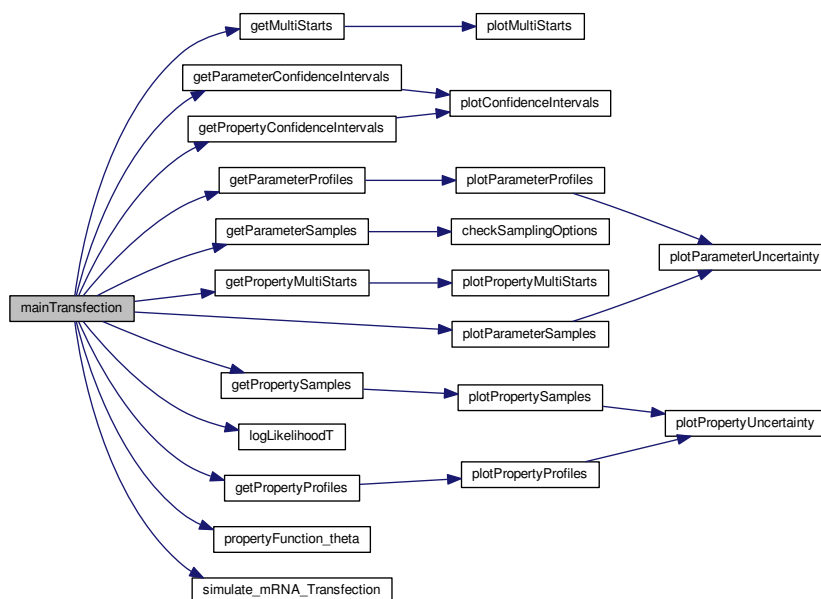 getMultiStarts
plotMultiStarts
getParameterConfidenceIntervals
plotConfidenceIntervals
getPropertyConfidenceIntervals
getParameterProfiles
plotParameterProfiles
getParameterSamples
checkSamplingOptions
plotParameterUncertainty
getPropertyMultiStarts
plotPropertyMultiStarts
mainTransfection
plotParameterSamples
getPropertySamples
plotPropertySamples
plotPropertyUncertainty
logLikelihoodT
getPropertyProfiles
plotPropertyProfiles
propertyFunction_theta
simulate_mRNA_Transfection